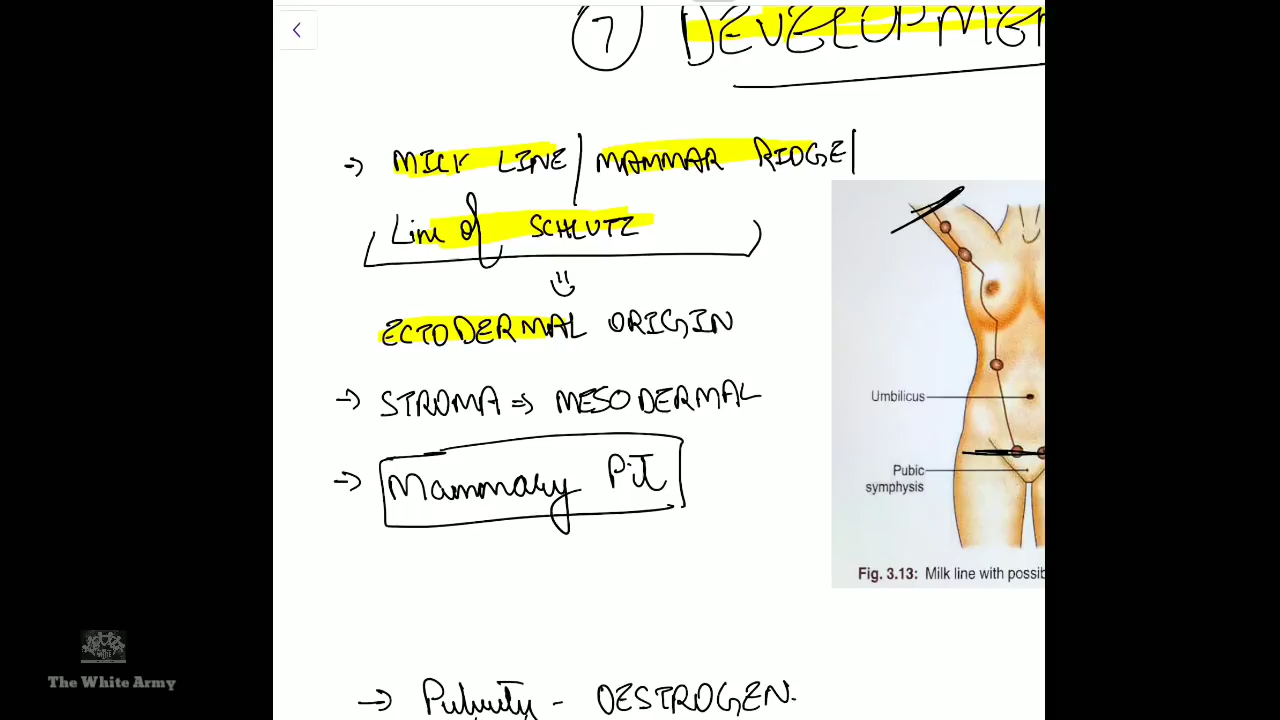 7 DEVELOPMEN
→ MILK LINE / MAMMAR RIDGE /
Line of SCHLUTZ
ECTODERMAL ORIGIN
→ STROMA ⇒ MESODERMAL
→ Mammary Pit
Umbilicus
Pubic
symphysis
Fig. 3.13: Milk line with possib
→ Puberty - OESTROGEN.
The White Army